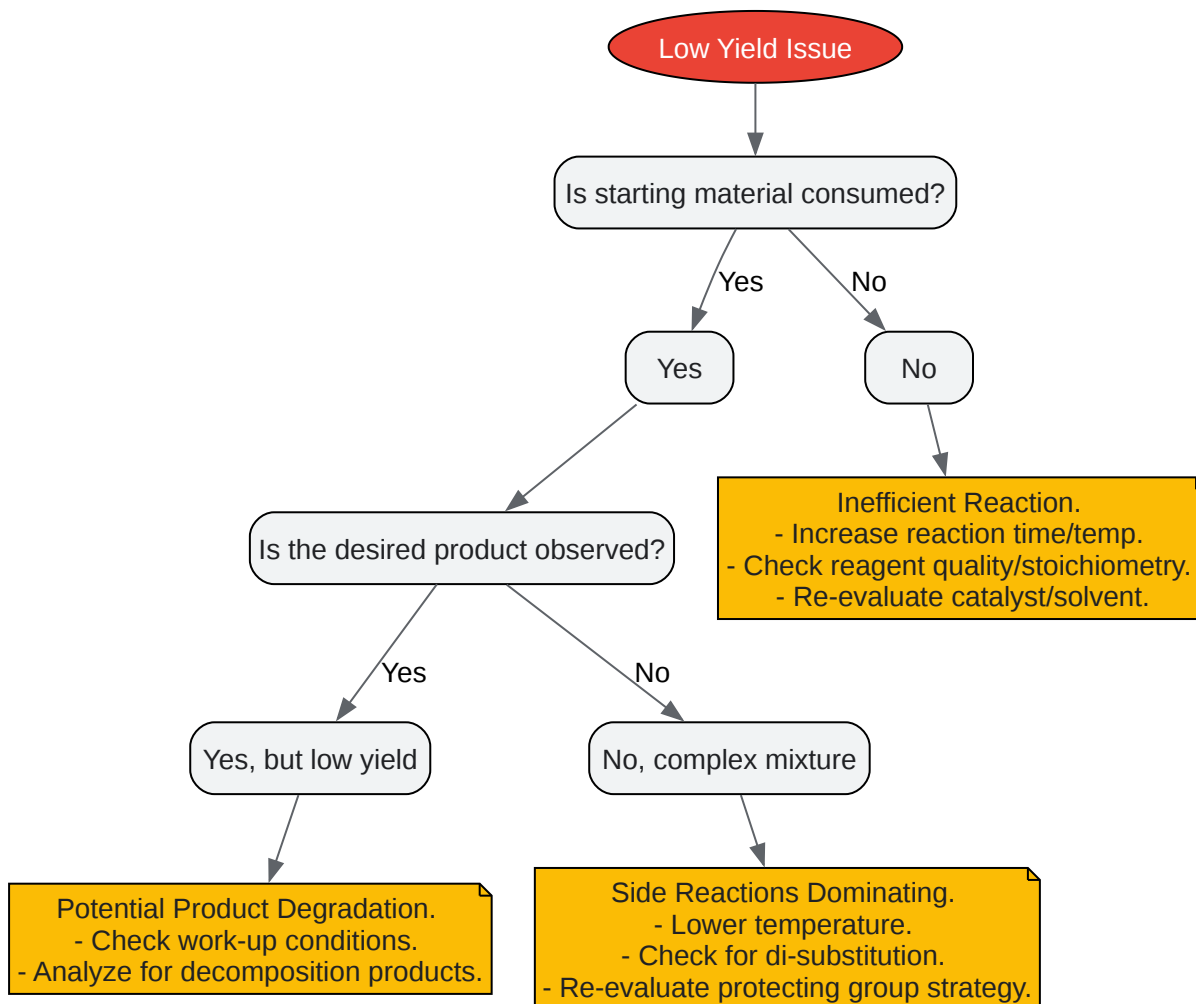 Low Yield Issue
Is starting material consumed?
Yes
No
Yes
No
Inefficient Reaction.
- Increase reaction time/temp.
- Check reagent quality/stoichiometry.
- Re-evaluate catalyst/solvent.
Is the desired product observed?
Yes
No
Yes, but low yield
No, complex mixture
Potential Product Degradation.
- Check work-up conditions.
- Analyze for decomposition products.
Side Reactions Dominating.
- Lower temperature.
- Check for di-substitution.
- Re-evaluate protecting group strategy.